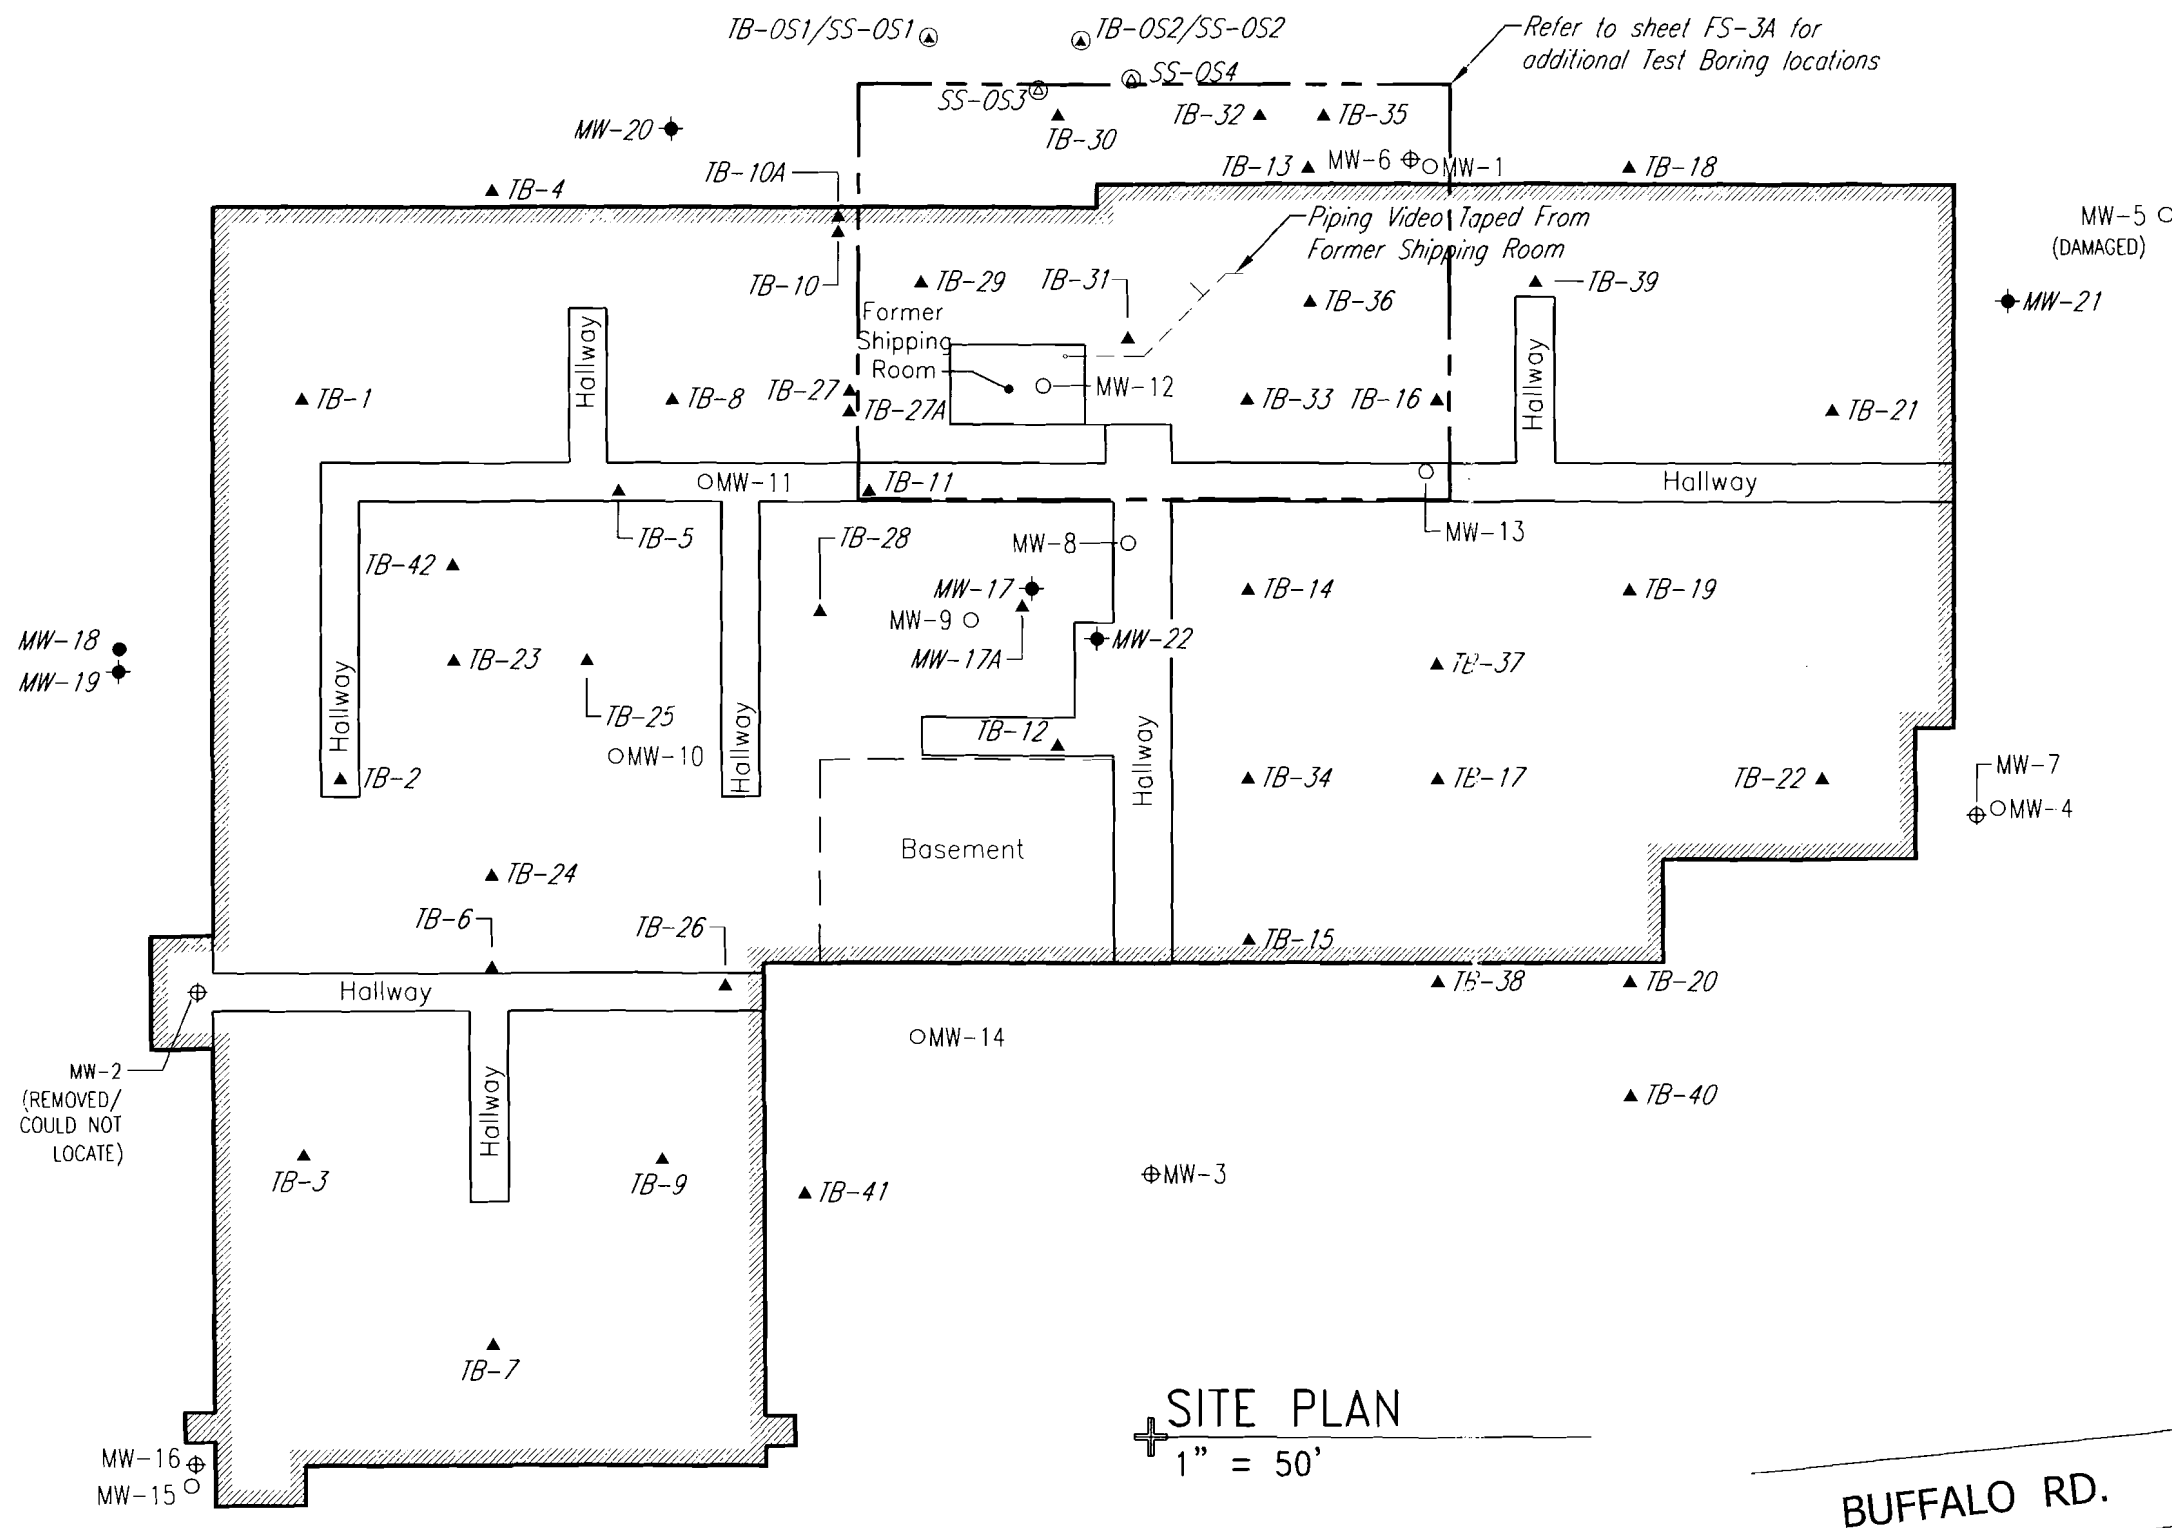 TB-OS1/SS-OS1
TB-OS2/SS-OS2
Refer to sheet FS-3A for
additional Test Boring locations
SS-OS4
SS-OS3
MW-20
TB-30
TB-32
TB-35
TB-10A
TB-13
MW-6
MW-1
TB-18
TB-4
MW-5
(DAMAGED)
Piping Video Taped From
Former Shipping Room
TB-10
TB-29
TB-31
TB-36
TB-39
MW-21
Former
Shipping
Room
Hallway
Hallway
TB-1
TB-8
TB-27
TB-27A
MW-12
TB-33
TB-16
TB-21
MW-11
TB-11
Hallway
TB-5
TB-28
MW-8
MW-13
TB-42
MW-17
TB-14
TB-19
MW-9
MW-18
MW-19
MW-22
TB-23
MW-17A
TB-37
Hallway
TB-25
Hallway
TB-12
Hallway
MW-10
TB-2
TB-34
TB-17
TB-22
MW-7
MW-4
Basement
TB-24
TB-6
TB-26
TB-15
Hallway
TB-38
TB-20
MW-14
MW-2
(REMOVED/
COULD NOT
LOCATE)
Hallway
TB-40
TB-3
TB-9
TB-41
MW-3
TB-7
SITE PLAN
1" = 50'
MW-16
MW-15
BUFFALO RD.